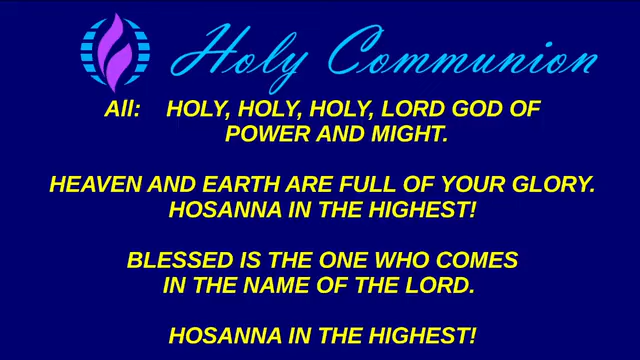 Holy Communion
All: HOLY, HOLY, HOLY, LORD GOD OF
POWER AND MIGHT.
HEAVEN AND EARTH ARE FULL OF YOUR GLORY.
HOSANNA IN THE HIGHEST!
BLESSED IS THE ONE WHO COMES
IN THE NAME OF THE LORD.
HOSANNA IN THE HIGHEST!